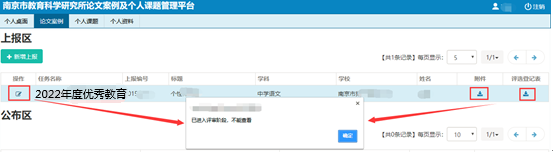 南京市教育科学研究所论文案例及个人课题管理平台
注销
个人桌面 论文案例 个人课题 个人资料
上报区
+新增上报
【共1条记录】每页显示: 5 1/1
操作 任务名称 上报编号 标题 学科 学校 姓名 附件 评选登记表
2022年度优秀教育 中学语文 南京市
已进入评审阶段，不能查看
确定
公布区
【共0条记录】每页显示: 10 1/1